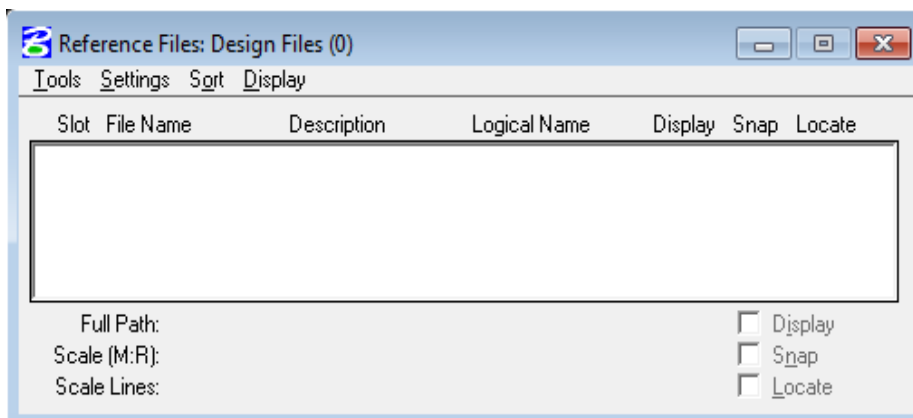 Reference Files: Design Files (0)
Tools Settings Sort Display
Slot File Name Description Logical Name Display Snap Locate
Full Path: Display
Scale (M:R): Snap
Scale Lines: Locate